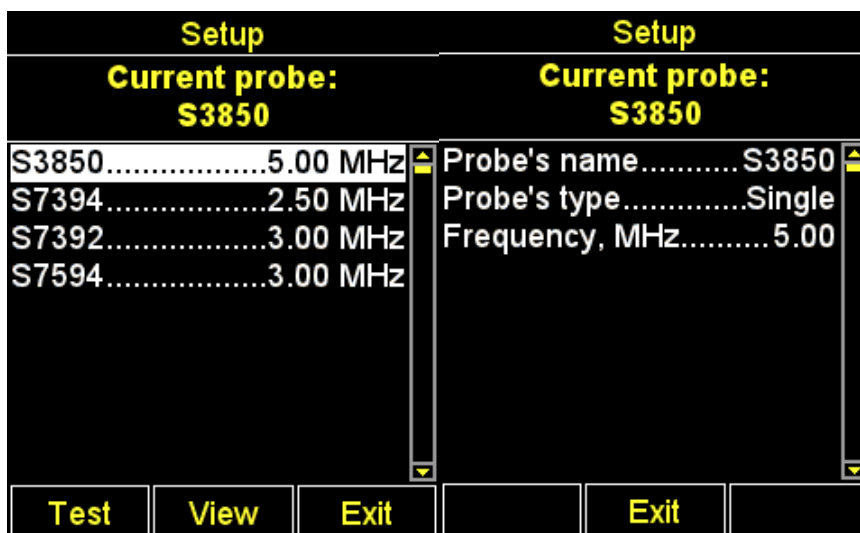 Setup
Current probe:
S3850
S3850..................5.00 MHz
S7394..................2.50 MHz
S7392..................3.00 MHz
S7594..................3.00 MHz
Test
View
Exit
Setup
Current probe:
S3850
Probe's name...........S3850
Probe's type..............Single
Frequency, MHz..........5.00
Exit